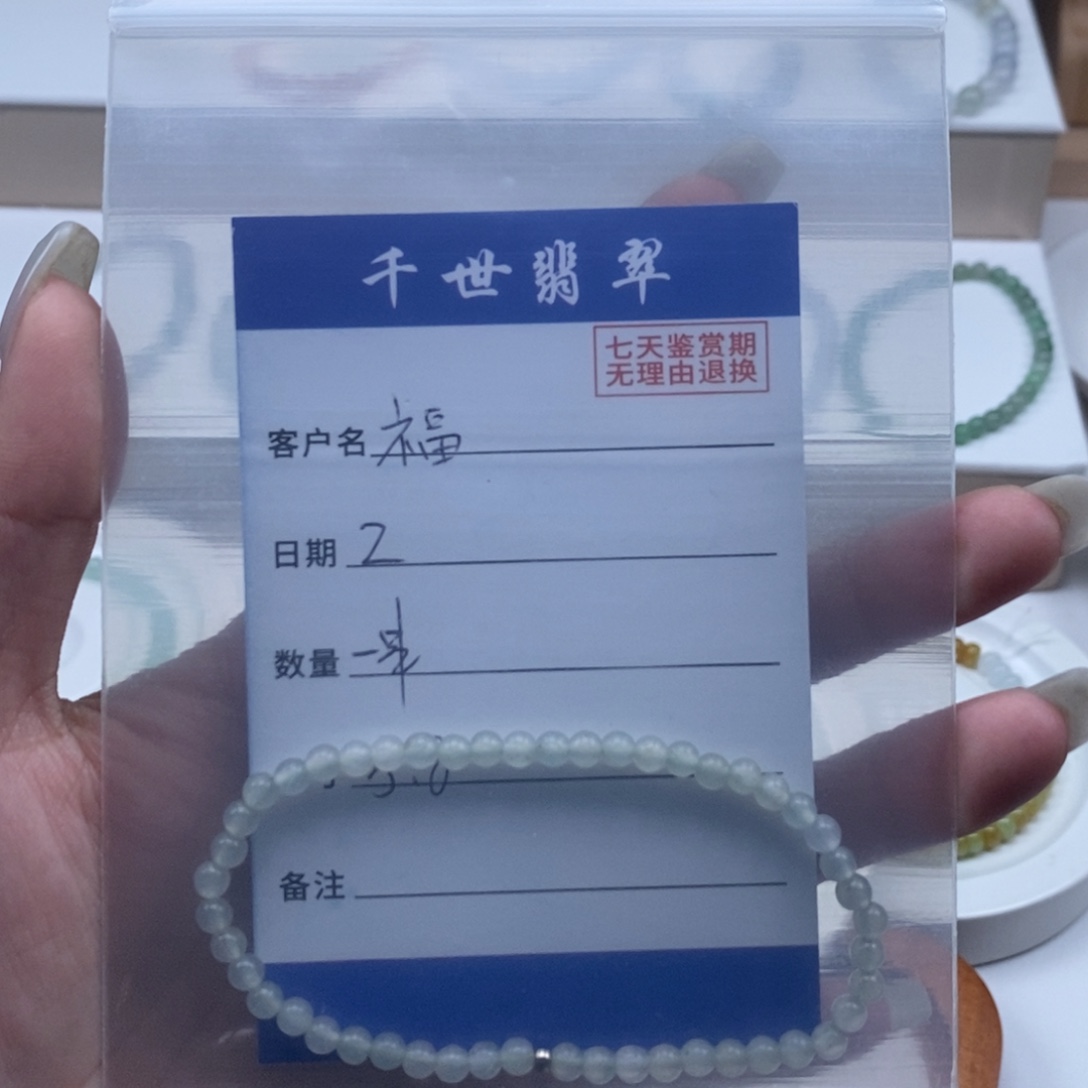 千世翡翠
七天鉴赏期
无理由退换
客户名 福
日期 2
数量 一串
备注